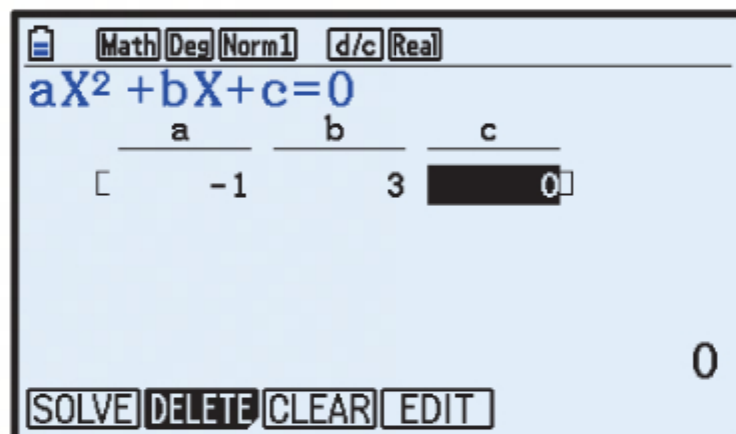 Math Deg Norm1 d/c Real
aX² +bX+c=0
a b c
[ -1 3 0 ]
0
SOLVE DELETE CLEAR EDIT